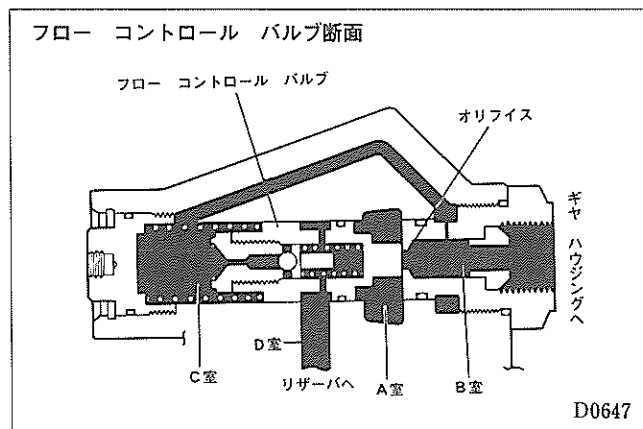 フロー コントロール バルブ断面
フロー コントロール バルブ
オリフイス
ギヤ ハウジングへ
D室
C室
リザーバへ
A室
B室
D0647